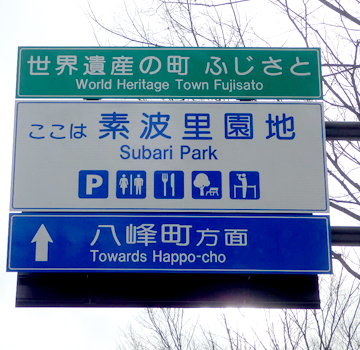 世界遺産の町 ふじさと
World Heritage Town Fujisato
ここは 素波里園地
Subari Park
P
八峰町方面
Towards Happo-cho